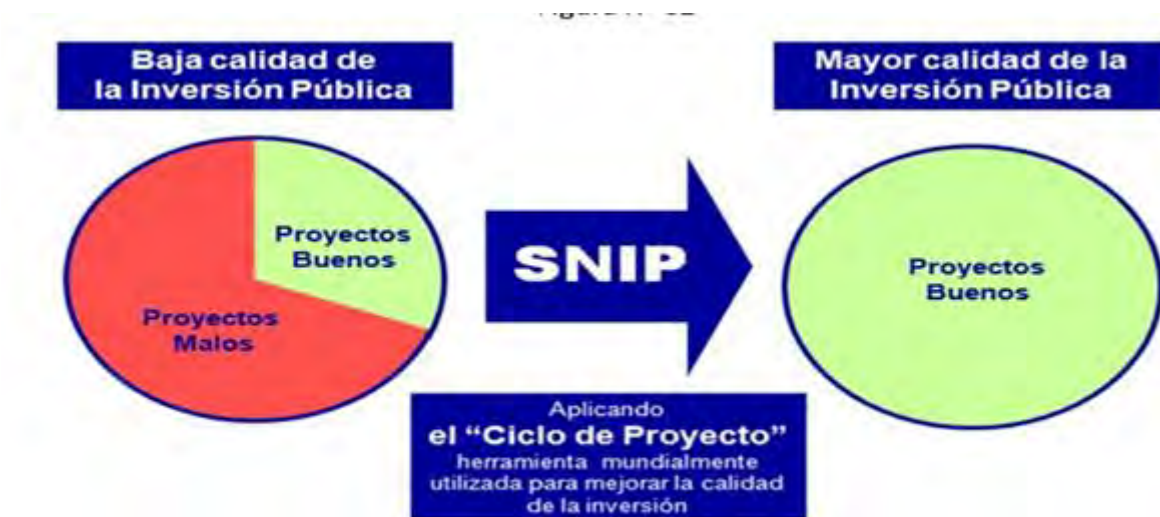 Baja calidad de
la Inversión Pública
Mayor calidad de la
Inversión Pública
Proyectos
Buenos
Proyectos
Malos
SNIP
Proyectos
Buenos
Aplicando
el “Ciclo de Proyecto”
herramienta mundialmente
utilizada para mejorar la calidad
de la inversión